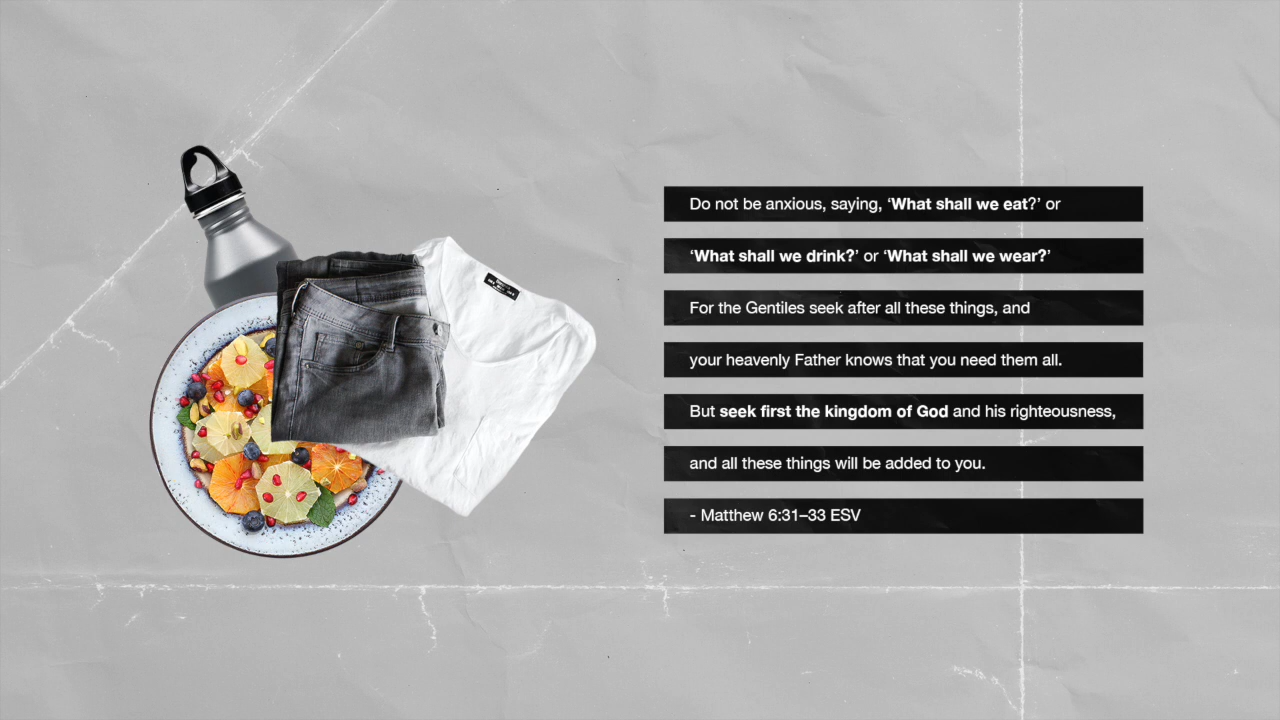 Do not be anxious, saying, ‘What shall we eat?’ or
‘What shall we drink?’ or ‘What shall we wear?’
For the Gentiles seek after all these things, and
your heavenly Father knows that you need them all.
But seek first the kingdom of God and his righteousness,
and all these things will be added to you.
- Matthew 6:31–33 ESV